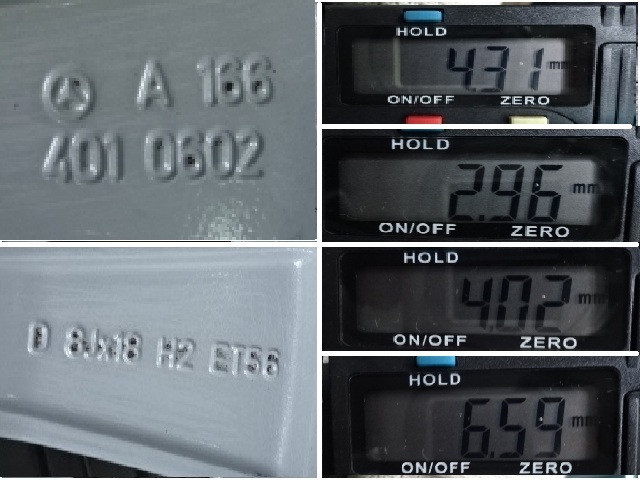 A 166
401 0602
D 8Jx18 H2 ET56
HOLD
4.31 mm
ON/OFF ZERO
HOLD
2.96 mm
ON/OFF ZERO
HOLD
4.02 mm
ON/OFF ZERO
HOLD
6.59 mm
ON/OFF ZERO